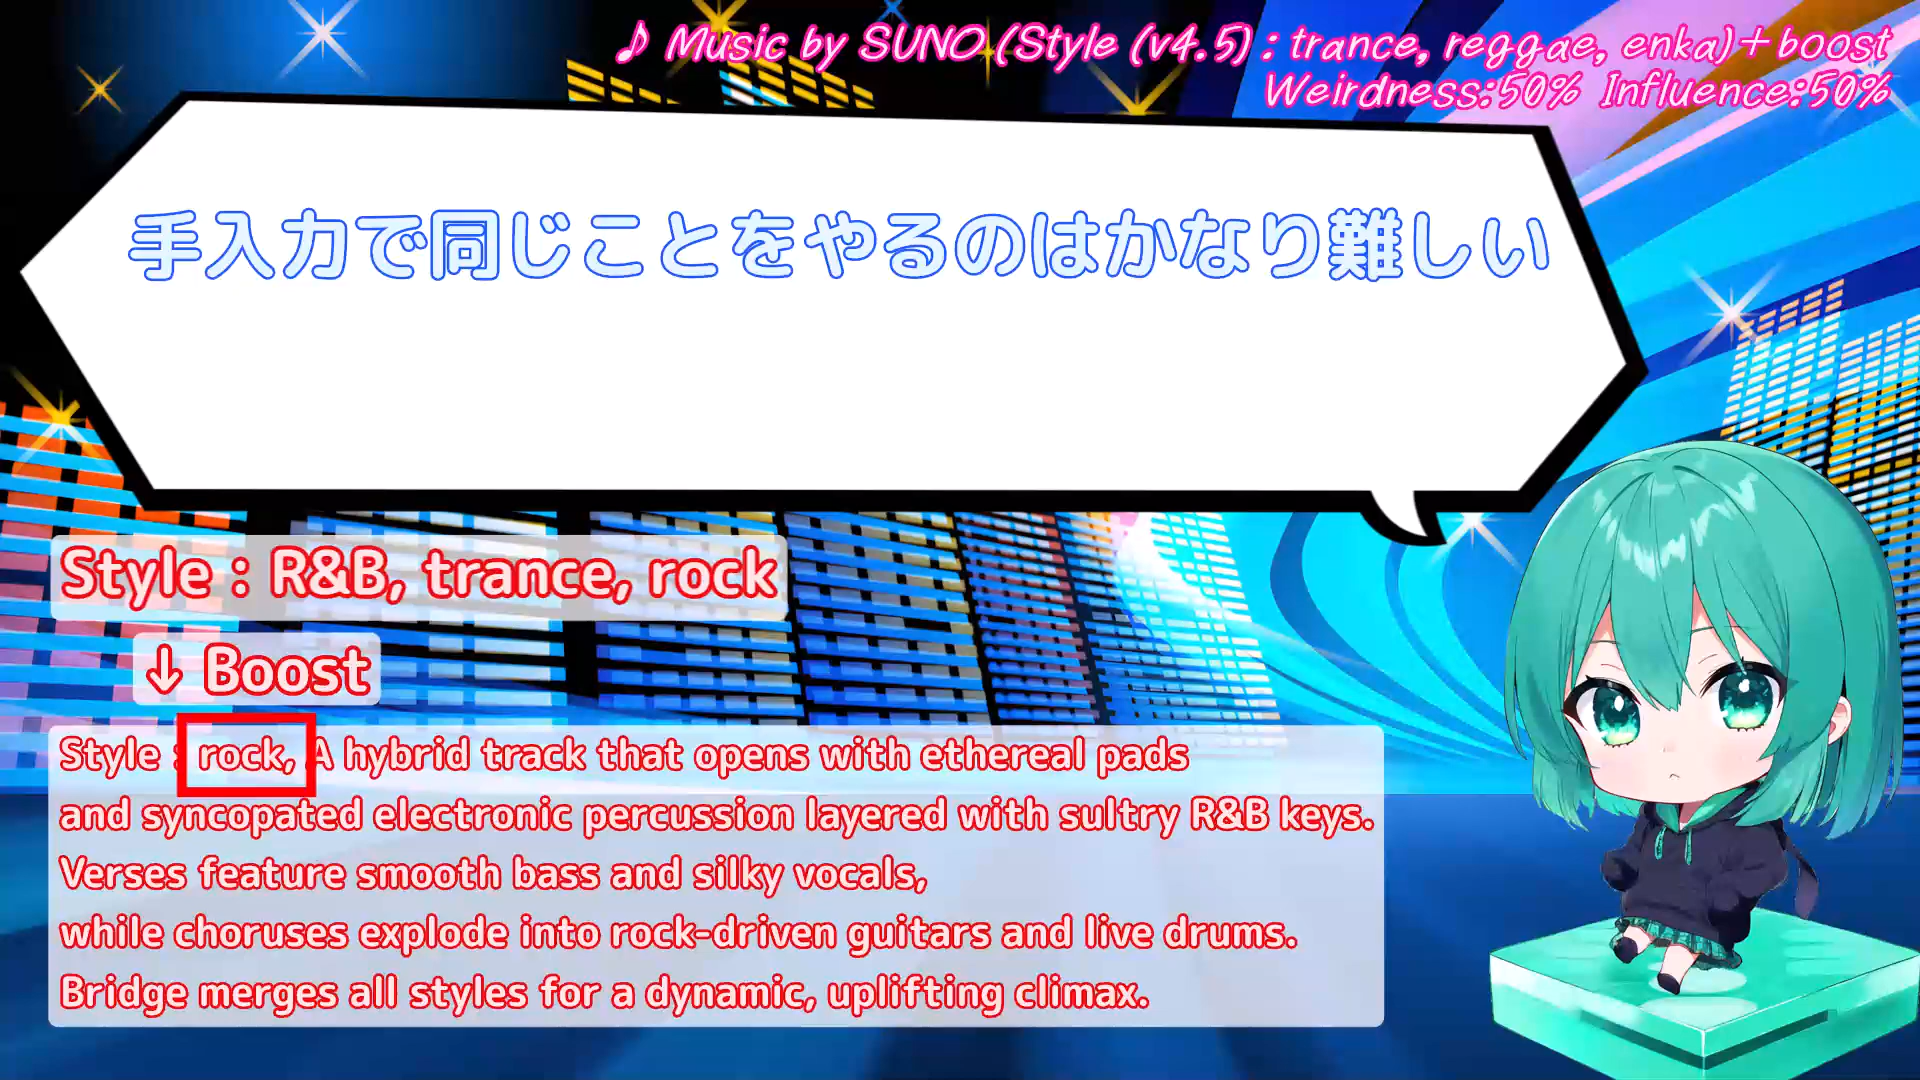 ♪ Music by SUNO (Style (v4.5) : trance, reggae, enka)+boost
Weirdness:50% Influence:50%
手入力で同じことをやるのはかなり難しい
Style : R&B, trance, rock
↓ Boost
Style : rock, A hybrid track that opens with ethereal pads
and syncopated electronic percussion layered with sultry R&B keys.
Verses feature smooth bass and silky vocals,
while choruses explode into rock-driven guitars and live drums.
Bridge merges all styles for a dynamic, uplifting climax.